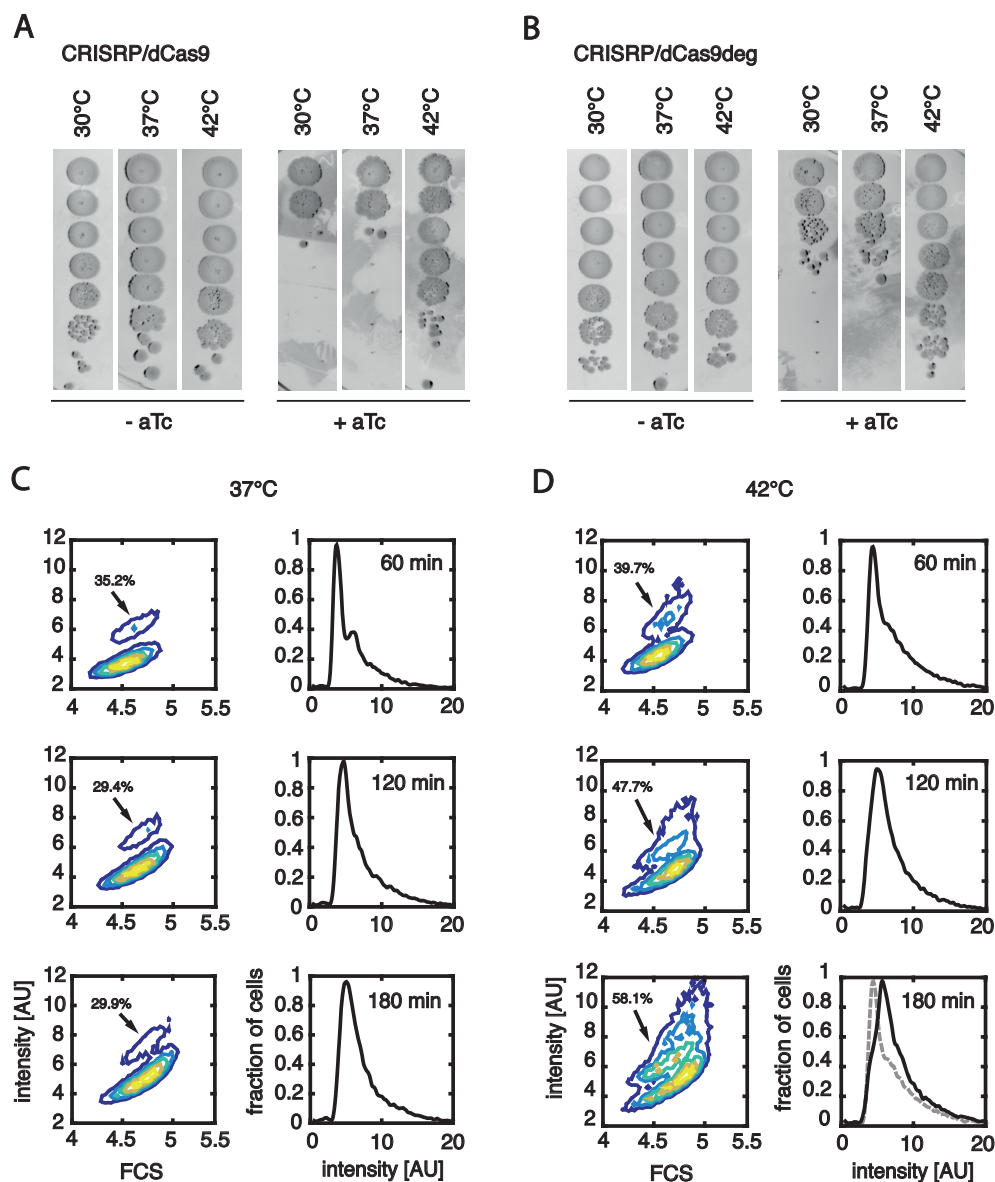 A
CRISRP/dCas9
30°C 37°C 42°C 30°C 37°C 42°C
- aTc + aTc
B
CRISRP/dCas9deg
30°C 37°C 42°C 30°C 37°C 42°C
- aTc + aTc
C
37°C
12
10
8
6
4
2
4 4.5 5 5.5
35.2%
1
0.8
0.6
0.4
0.2
0
0 10 20
60 min
12
10
8
6
4
2
4 4.5 5 5.5
29.4%
1
0.8
0.6
0.4
0.2
0
0 10 20
120 min
intensity [AU]
12
10
8
6
4
2
4 4.5 5 5.5
FCS
29.9%
fraction of cells
1
0.8
0.6
0.4
0.2
0
0 10 20
intensity [AU]
180 min
D
42°C
12
10
8
6
4
2
4 4.5 5 5.5
39.7%
1
0.8
0.6
0.4
0.2
0
0 10 20
60 min
12
10
8
6
4
2
4 4.5 5 5.5
47.7%
1
0.8
0.6
0.4
0.2
0
0 10 20
120 min
intensity [AU]
12
10
8
6
4
2
4 4.5 5 5.5
FCS
58.1%
fraction of cells
1
0.8
0.6
0.4
0.2
0
0 10 20
intensity [AU]
180 min